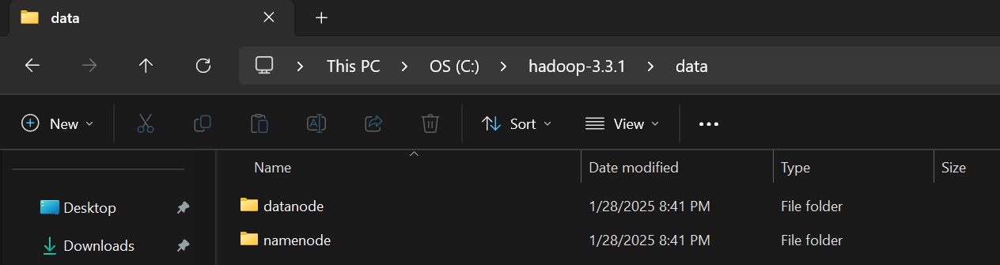 data
This PC > OS (C:) > hadoop-3.3.1 > data
New Sort View
Name Date modified Type Size
Desktop
datanode 1/28/2025 8:41 PM File folder
Downloads
namenode 1/28/2025 8:41 PM File folder